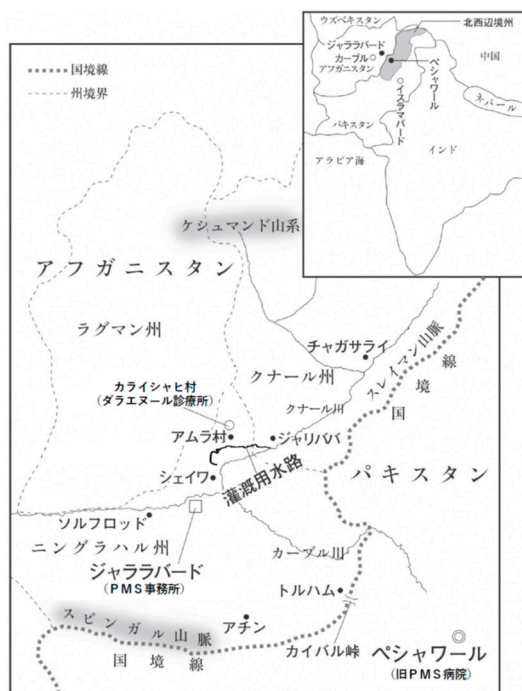 ウズベキスタン
北西辺境州
ジャララバード
カーブル
アフガニスタン
ペシャワール
中国
イスラマバード
ネパール
パキスタン
インド
アラビア海
国境線
州境界
ケシュマンド山系
アフガニスタン
ラグマン州
チャガサライ
スレイマン山脈
クナール州
国境線
カライシャヒ村
(ダラエヌール診療所)
クナール川
アムラ村
ジャリババ
パキスタン
シェイワ
灌漑用水路
ソルフロッド
ニングラハル州
カーブル川
ジャララバード
(PMS事務所)
トルハム
スピンガル山脈
アチン
カイバル峠
国境線
ペシャワール
(旧PMS病院)